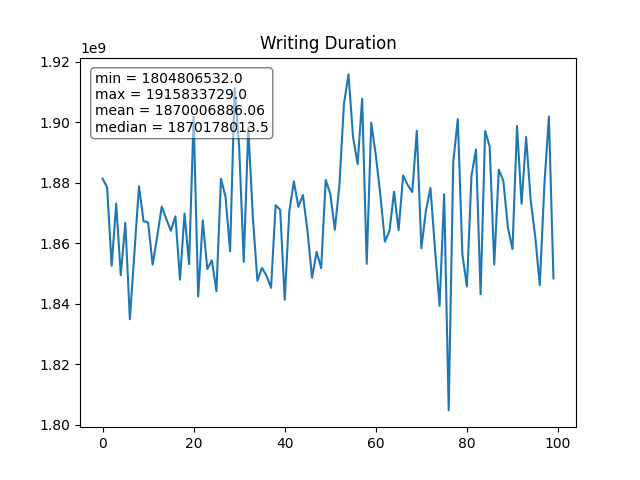 Writing Duration
1e9
min = 1804806532.0
max = 1915833729.0
mean = 1870006886.06
median = 1870178013.5
1.92
1.90
1.88
1.86
1.84
1.82
1.80
0 20 40 60 80 100